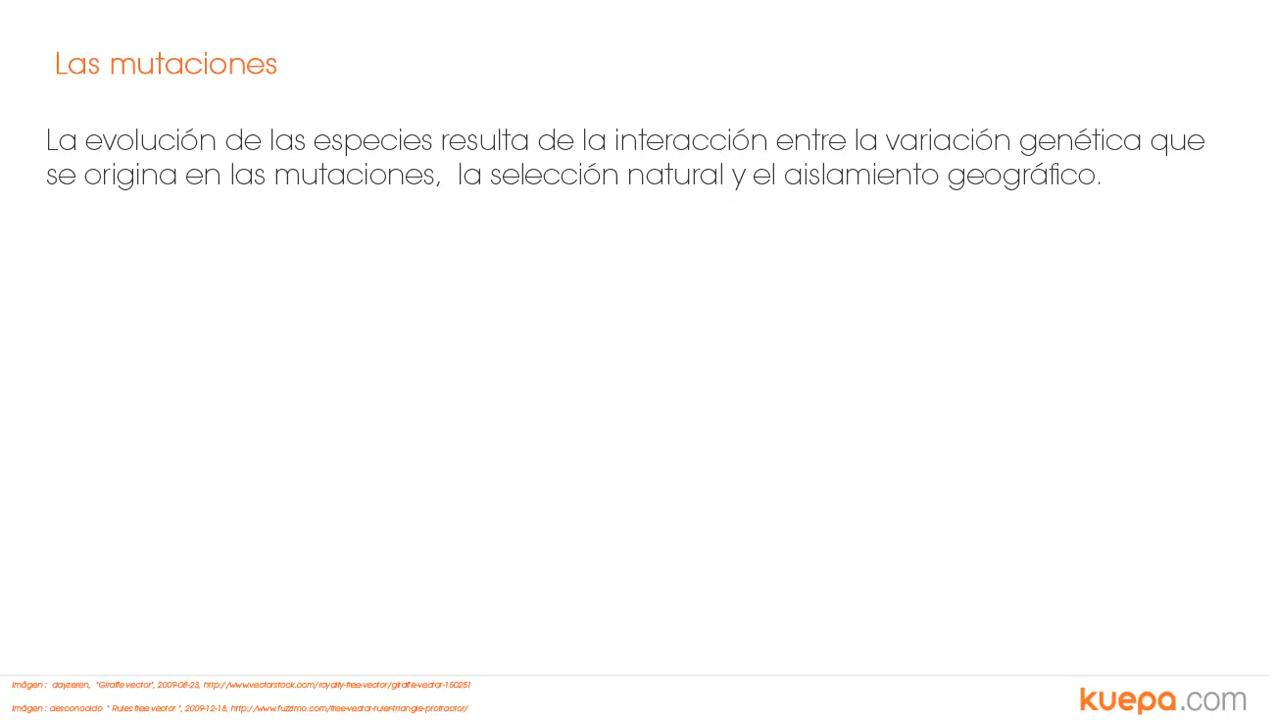 Las mutaciones
La evolución de las especies resulta de la interacción entre la variación genética que
se origina en las mutaciones,  la selección natural y el aislamiento geográfico.
Imágen :  dayzeren,  "Giraffe vector", 2009-08-23, http://www.vectorstock.com/royalty-free-vector/giraffe-vector-150251
Imágen : desconocido  " Rules free vector ", 2009-12-18, http://www.fuzzimo.com/free-vector-ruler-triangle-protractor/
kuepa.com